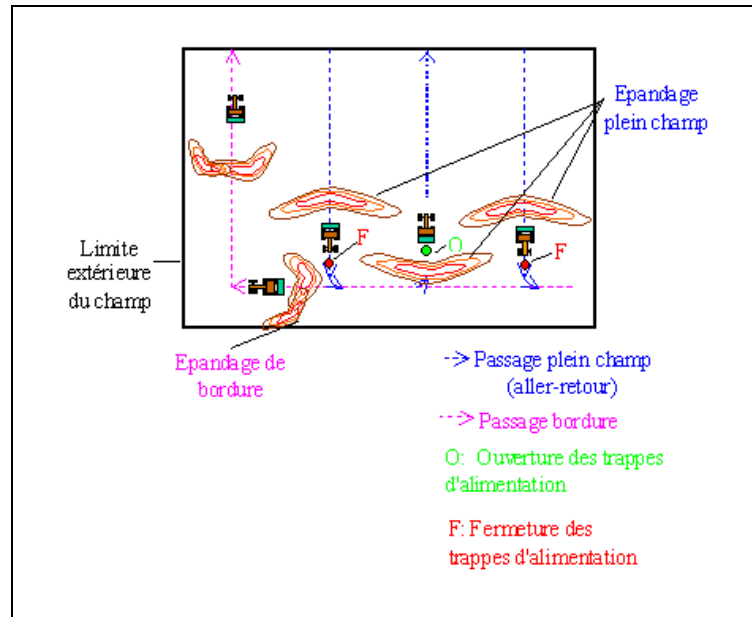 Epandage
plein champ
F
O
F
Limite
extérieure
du champ
Epandage de
bordure
Passage plein champ
(aller-retour)
Passage bordure
O: Ouverture des trappes
d'alimentation
F: Fermeture des
trappes d'alimentation